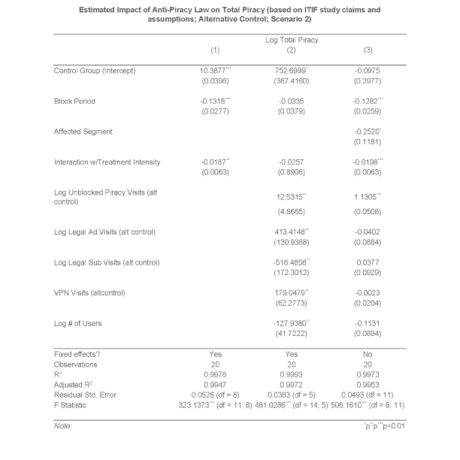 Estimated Impact of Anti-Piracy Law on Total Piracy (based on ITIF study claims and
assumptions; Alternative Control; Scenario 2)
Log Total Piracy
(1) (2) (3)
Control Group (Intercept) 10.3877*** 752.6999* -0.0975
(0.0396) (367.4160) (0.2977)
Block Period -0.1318*** -0.0335 -0.1282***
(0.0277) (0.0379) (0.0259)
Affected Segment -0.2520*
(0.1181)
Interaction w/Treatment Intensity -0.0187** -0.0257 -0.0198***
(0.0063) (0.8906) (0.0063)
Log Unblocked Piracy Visits (alt 12.5315** 1.1305***
control)
(4.8665) (0.0508)
Log Legal Ad Visits (alt control) 413.4148** -0.0402
(130.9388) (0.0884)
Log Legal Sub Visits (alt control) -516.4858** 0.0377
(172.3012) (0.0929)
VPN Visits (altcontrol) 179.0479** -0.0023
(62.2773) (0.0204)
Log # of Users -127.9380** -0.1131
(41.7222) (0.0894)
Fixed effects? Yes Yes No
Observations 20 20 20
R² 0.9978 0.9993 0.9973
Adjusted R² 0.9947 0.9972 0.9953
Residual Std. Error 0.0526 (df = 8) 0.0383 (df = 5) 0.0493 (df = 11)
F Statistic 323.1373*** (df = 11; 8) 481.0286*** (df = 14; 5) 506.1610*** (df = 8; 11)
Note: *p**p***p<0.01